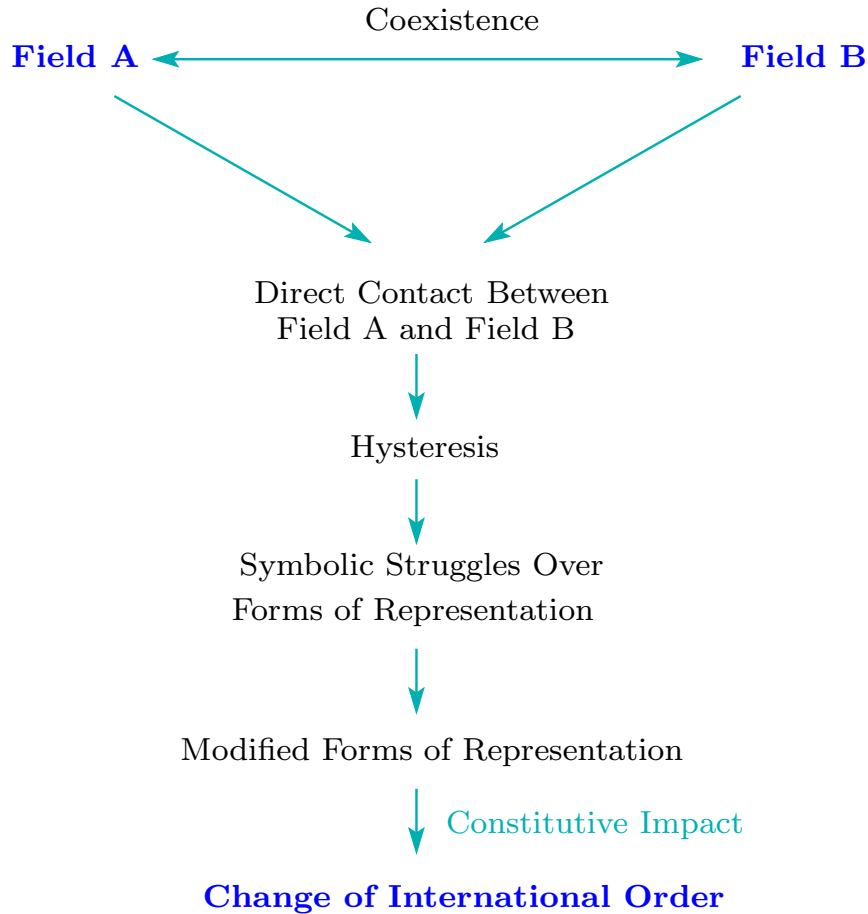 Coexistence
Field A
Field B
Direct Contact Between
Field A and Field B
Hysteresis
Symbolic Struggles Over
Forms of Representation
Modified Forms of Representation
Constitutive Impact
Change of International Order